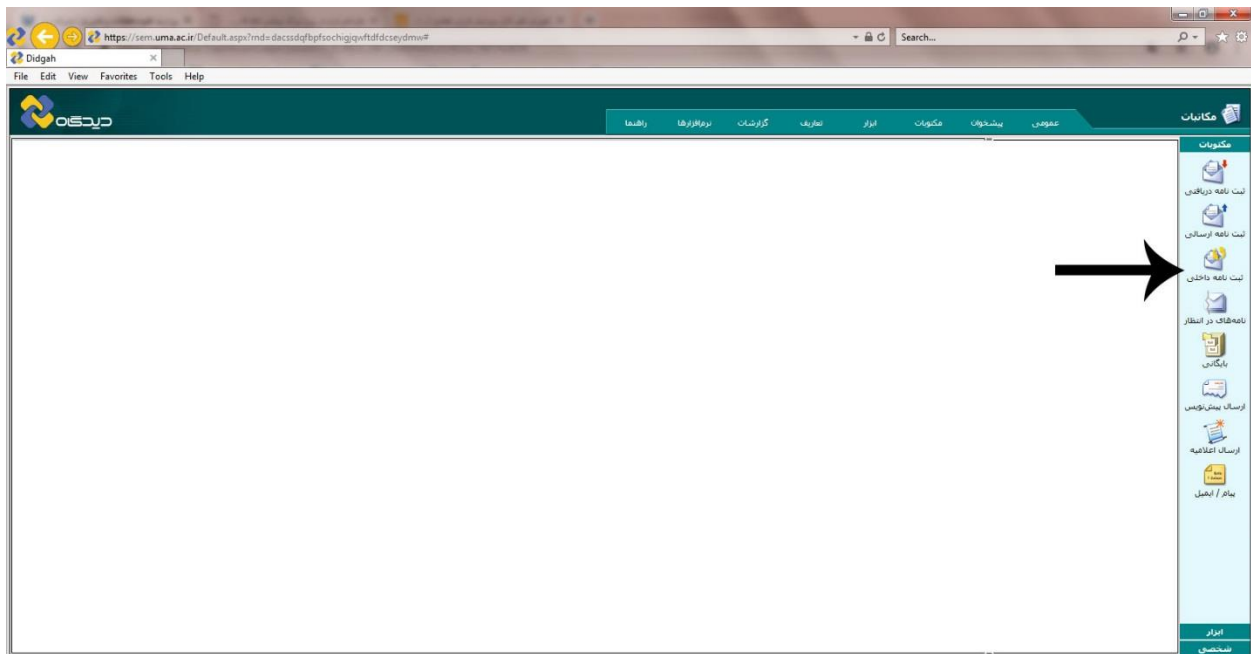 https://sem.uma.ac.ir/Default.aspx?rnd=dacssdqfbpfsochigjqwftdfdcseydmw#
Search...
Didgah
File Edit View Favorites Tools Help
دیدگاه
مکاتبات
عمومی پیشخوان مکتوبات ابزار تعاریف گزارشات نرم‌افزارها راهنما
مکتوبات
ثبت نامه دریافتی
ثبت نامه ارسالی
ثبت نامه داخلی
نامه‌های در انتظار
بایگانی
ارسال پیش‌نویس
ارسال اعلامیه
پیام / ایمیل
ابزار
شخصی